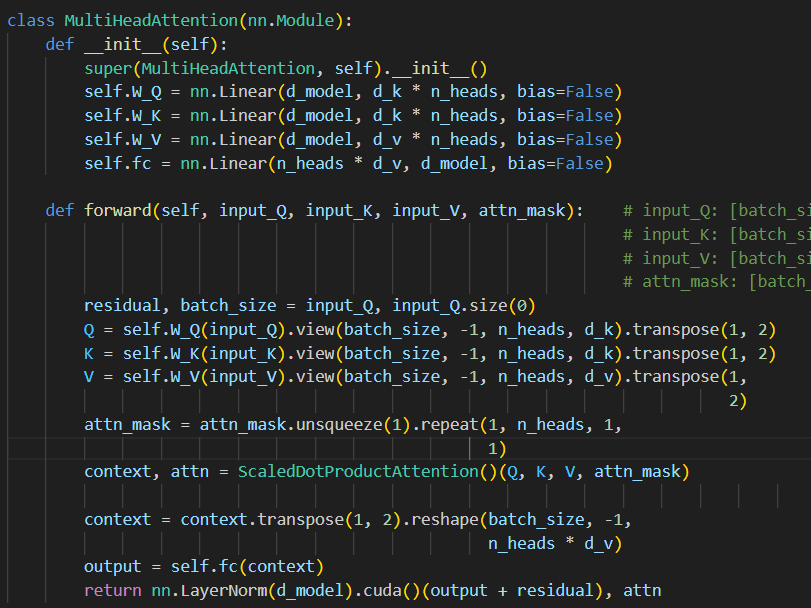 class MultiHeadAttention(nn.Module):
    def __init__(self):
        super(MultiHeadAttention, self).__init__()
        self.W_Q = nn.Linear(d_model, d_k * n_heads, bias=False)
        self.W_K = nn.Linear(d_model, d_k * n_heads, bias=False)
        self.W_V = nn.Linear(d_model, d_v * n_heads, bias=False)
        self.fc = nn.Linear(n_heads * d_v, d_model, bias=False)
    def forward(self, input_Q, input_K, input_V, attn_mask):    # input_Q: [batch_si
                                                                # input_K: [batch_si
                                                                # input_V: [batch_siz
                                                                # attn_mask: [batch_
        residual, batch_size = input_Q, input_Q.size(0)
        Q = self.W_Q(input_Q).view(batch_size, -1, n_heads, d_k).transpose(1, 2)
        K = self.W_K(input_K).view(batch_size, -1, n_heads, d_k).transpose(1, 2)
        V = self.W_V(input_V).view(batch_size, -1, n_heads, d_v).transpose(1,
                                                                           2)
        attn_mask = attn_mask.unsqueeze(1).repeat(1, n_heads, 1,
                                                  1)
        context, attn = ScaledDotProductAttention()(Q, K, V, attn_mask)
        context = context.transpose(1, 2).reshape(batch_size, -1,
                                                  n_heads * d_v)
        output = self.fc(context)
        return nn.LayerNorm(d_model).cuda()(output + residual), attn